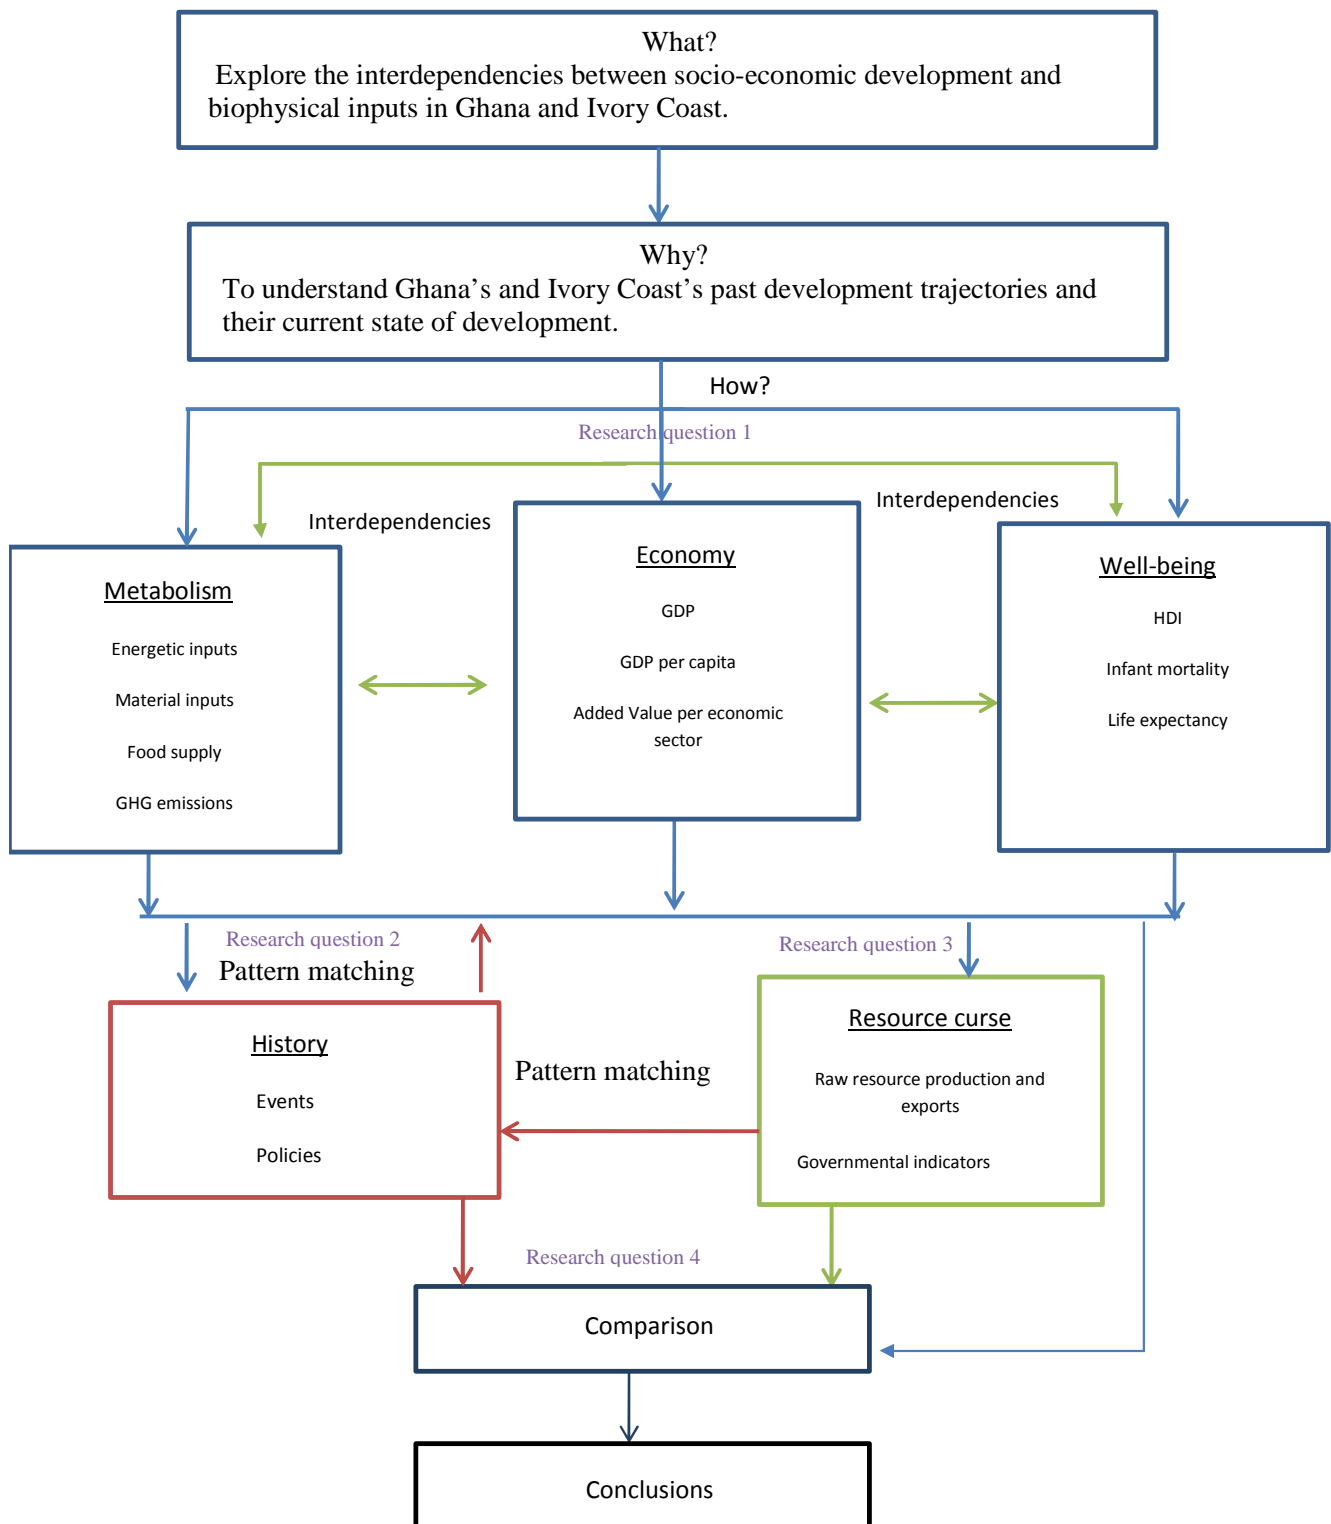 What?
Explore the interdependencies between socio-economic development and
biophysical inputs in Ghana and Ivory Coast.
Why?
To understand Ghana’s and Ivory Coast’s past development trajectories and
their current state of development.
How?
Research question 1
Interdependencies
Interdependencies
Metabolism
Energetic inputs
Material inputs
Food supply
GHG emissions
Economy
GDP
GDP per capita
Added Value per economic
sector
Well-being
HDI
Infant mortality
Life expectancy
Research question 2
Pattern matching
Research question 3
History
Events
Policies
Pattern matching
Resource curse
Raw resource production and
exports
Governmental indicators
Research question 4
Comparison
Conclusions